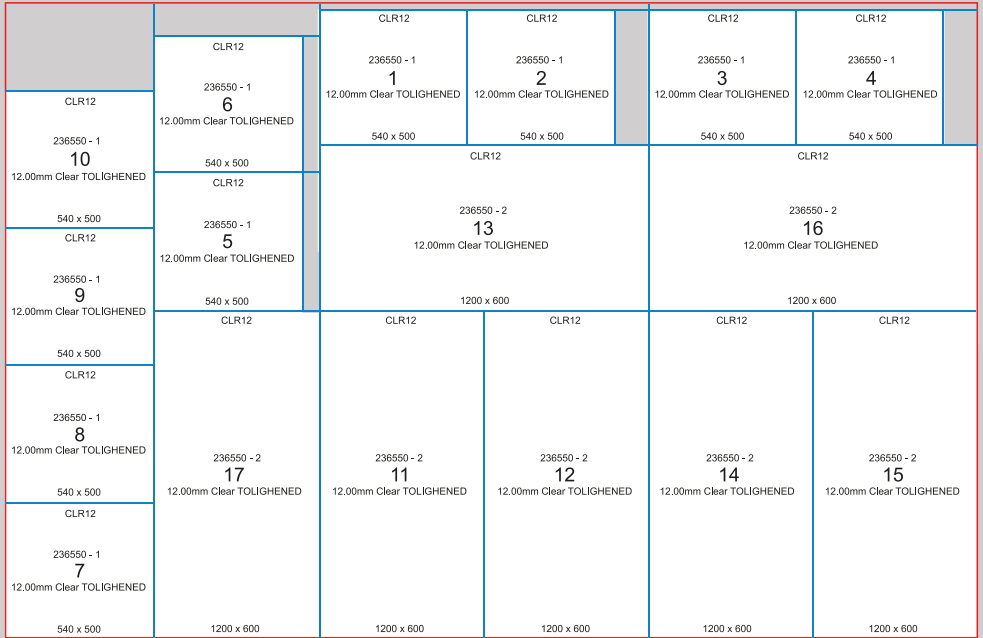 CLR12
236550 - 1
1
12.00mm Clear TOLIGHENED
540 x 500
CLR12
236550 - 1
2
12.00mm Clear TOLIGHENED
540 x 500
CLR12
236550 - 1
3
12.00mm Clear TOLIGHENED
540 x 500
CLR12
236550 - 1
4
12.00mm Clear TOLIGHENED
540 x 500
CLR12
236550 - 1
6
12.00mm Clear TOLIGHENED
540 x 500
CLR12
236550 - 1
10
12.00mm Clear TOLIGHENED
540 x 500
CLR12
236550 - 1
5
12.00mm Clear TOLIGHENED
540 x 500
CLR12
236550 - 2
13
12.00mm Clear TOLIGHENED
1200 x 600
CLR12
236550 - 2
16
12.00mm Clear TOLIGHENED
1200 x 600
CLR12
236550 - 1
9
12.00mm Clear TOLIGHENED
540 x 500
CLR12
236550 - 1
8
12.00mm Clear TOLIGHENED
540 x 500
CLR12
236550 - 1
7
12.00mm Clear TOLIGHENED
540 x 500
CLR12
236550 - 2
17
12.00mm Clear TOLIGHENED
1200 x 600
CLR12
236550 - 2
11
12.00mm Clear TOLIGHENED
1200 x 600
CLR12
236550 - 2
12
12.00mm Clear TOLIGHENED
1200 x 600
CLR12
236550 - 2
14
12.00mm Clear TOLIGHENED
1200 x 600
CLR12
236550 - 2
15
12.00mm Clear TOLIGHENED
1200 x 600